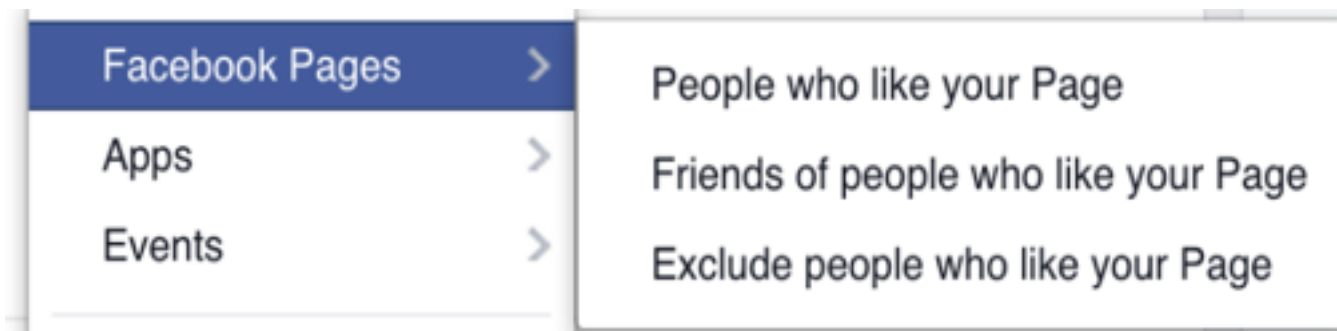 Facebook Pages
Apps
Events
People who like your Page
Friends of people who like your Page
Exclude people who like your Page